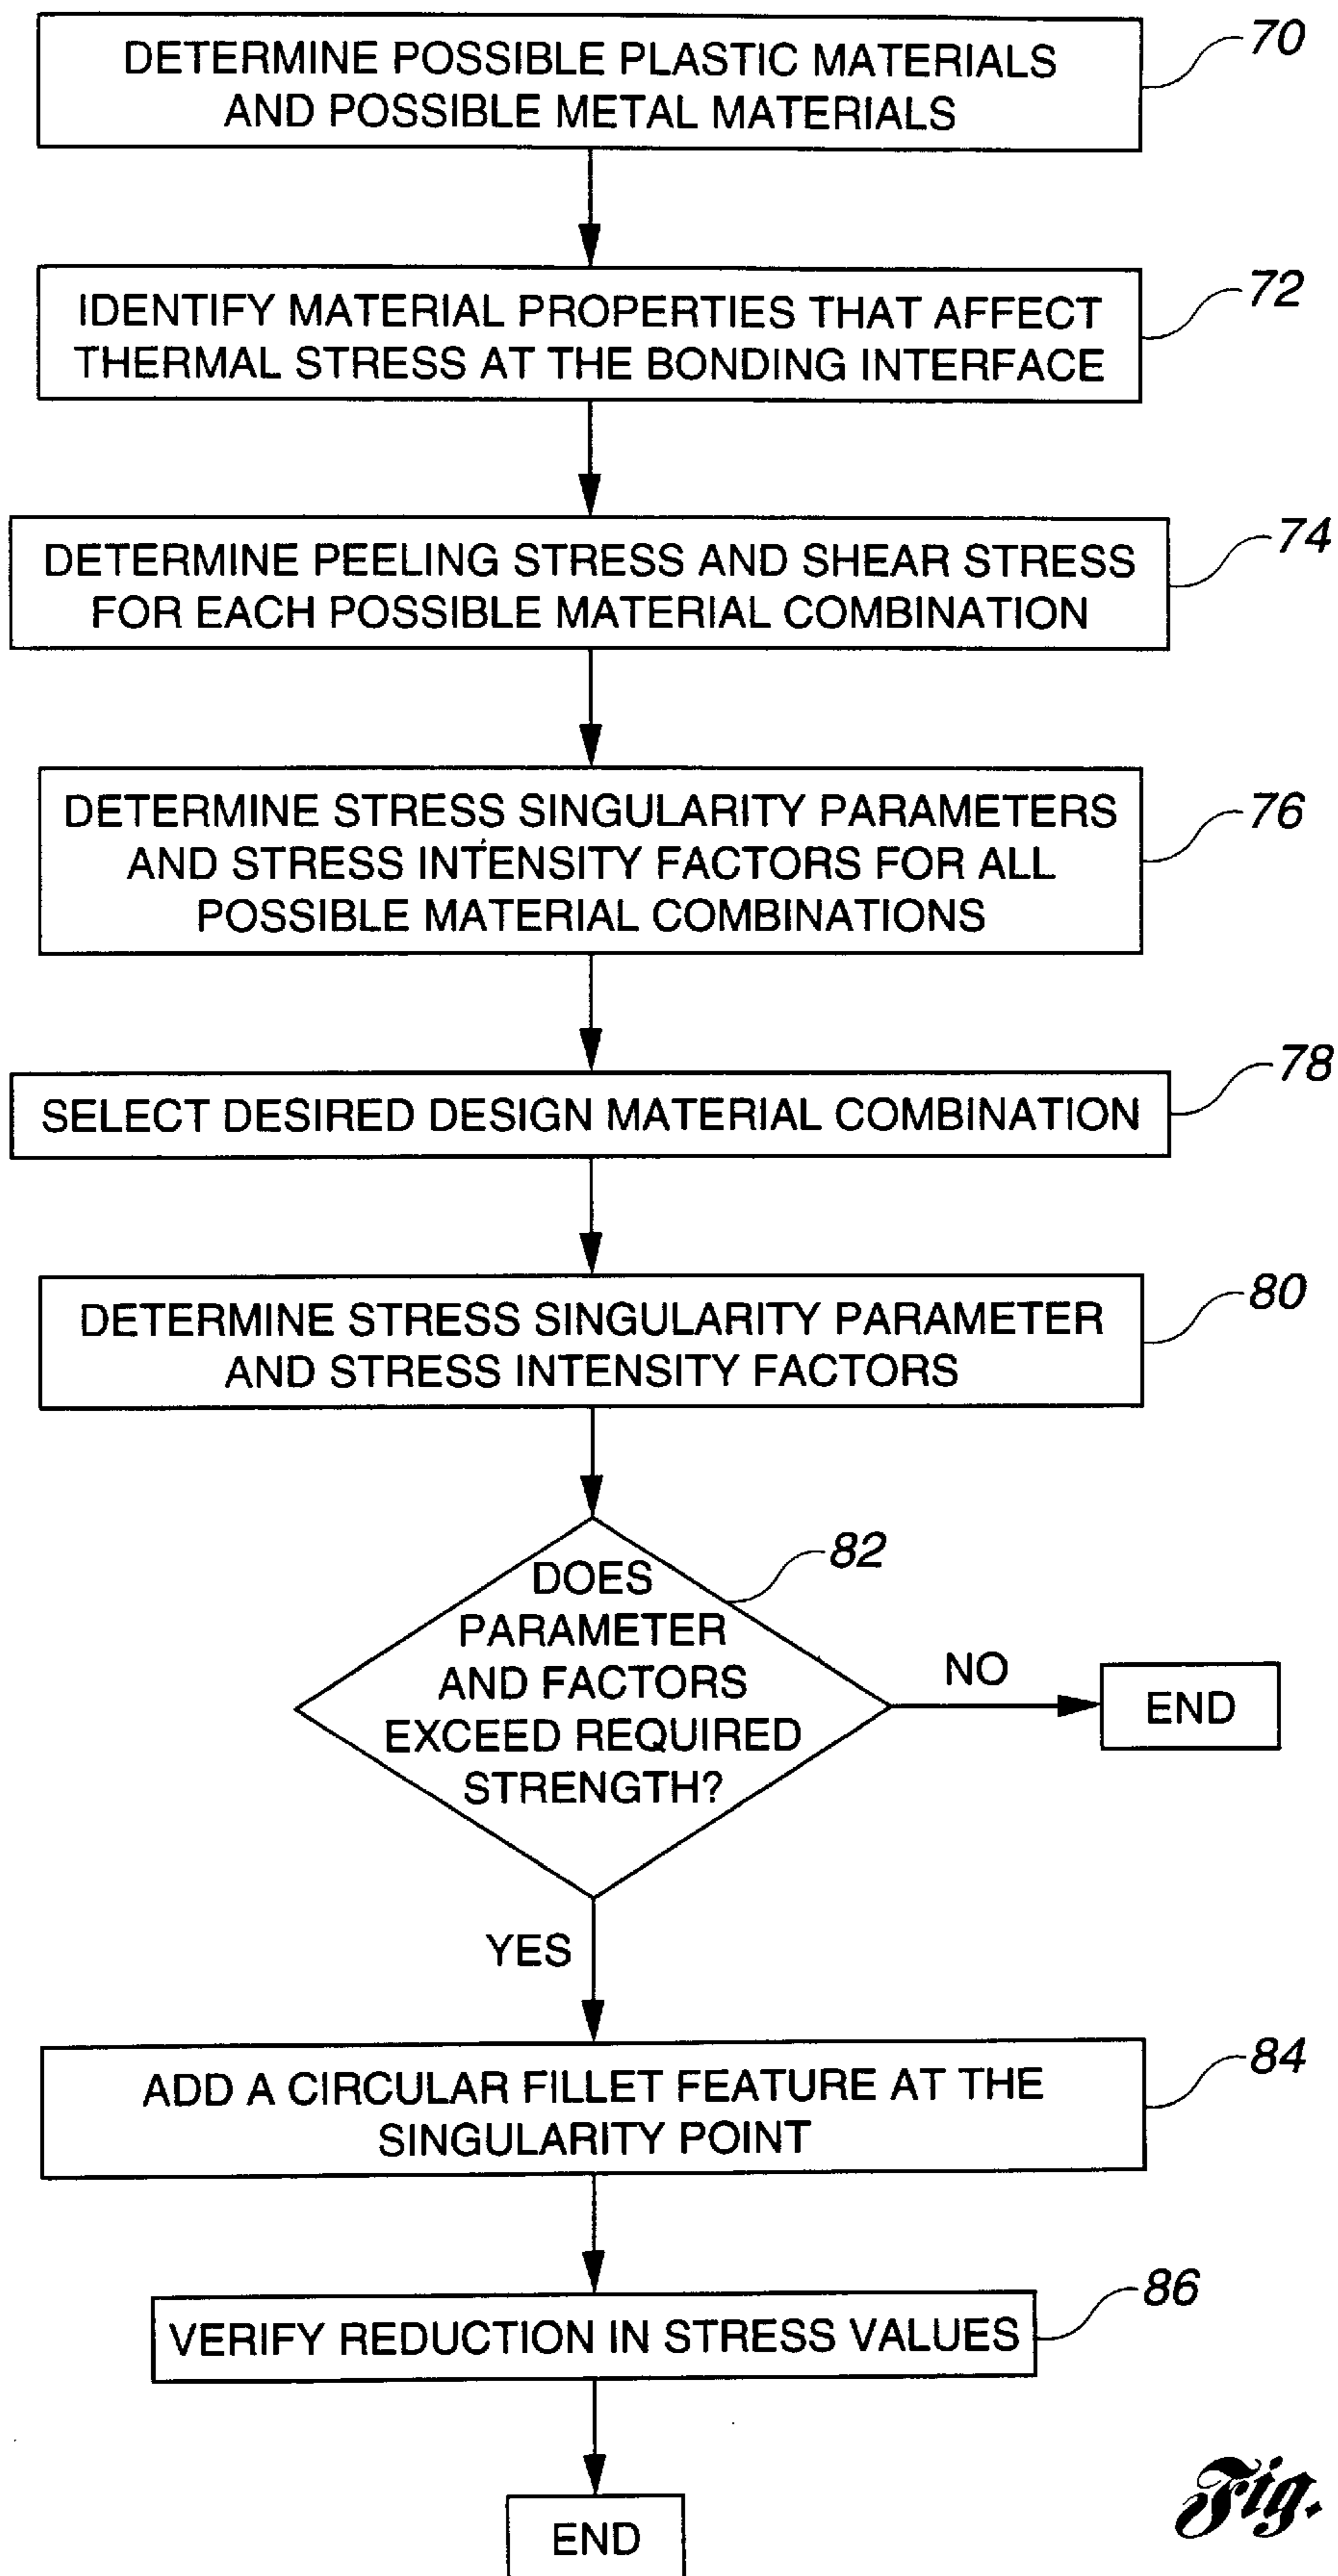 DETERMINE POSSIBLE PLASTIC MATERIALS
AND POSSIBLE METAL MATERIALS
70
IDENTIFY MATERIAL PROPERTIES THAT AFFECT
THERMAL STRESS AT THE BONDING INTERFACE
72
DETERMINE PEELING STRESS AND SHEAR STRESS
FOR EACH POSSIBLE MATERIAL COMBINATION
74
DETERMINE STRESS SINGULARITY PARAMETERS
AND STRESS INTENSITY FACTORS FOR ALL
POSSIBLE MATERIAL COMBINATIONS
76
SELECT DESIRED DESIGN MATERIAL COMBINATION
78
DETERMINE STRESS SINGULARITY PARAMETER
AND STRESS INTENSITY FACTORS
80
DOES
PARAMETER
AND FACTORS
EXCEED REQUIRED
STRENGTH?
82
NO
END
YES
ADD A CIRCULAR FILLET FEATURE AT THE
SINGULARITY POINT
84
VERIFY REDUCTION IN STRESS VALUES
86
END
Fig.